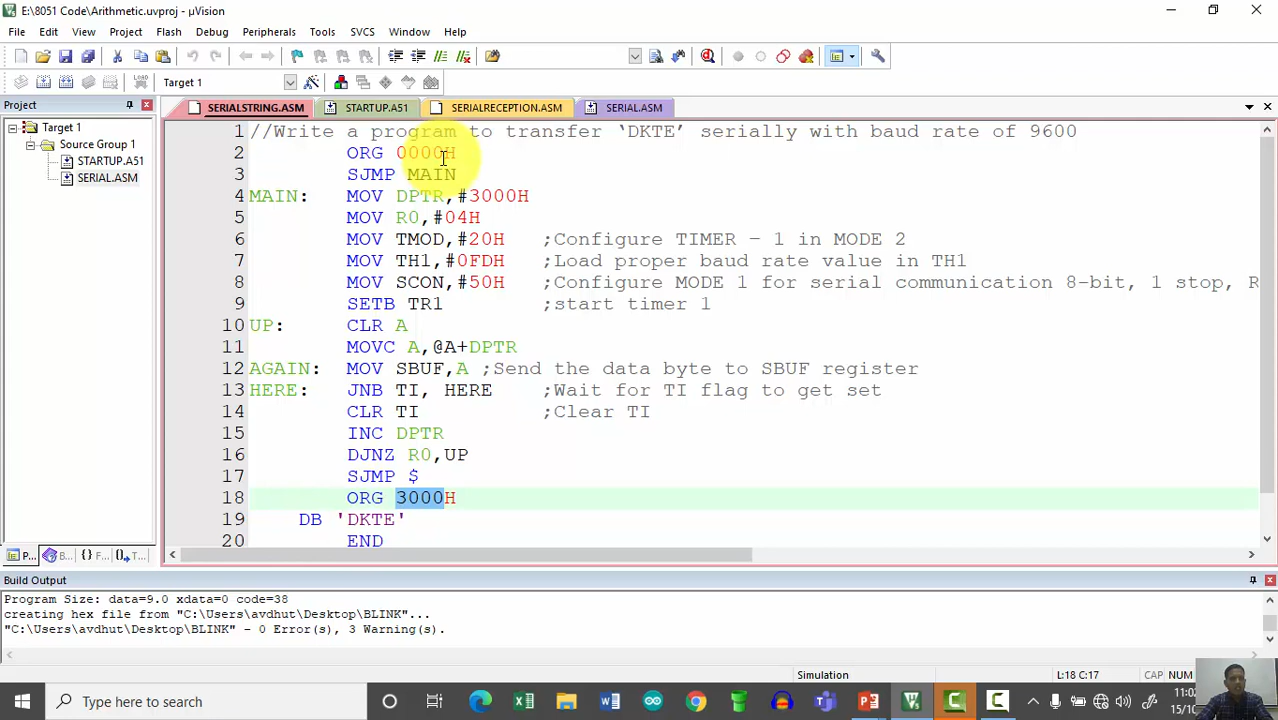 E:\8051 Code\Arithmetic.uvproj - µVision
File Edit View Project Flash Debug Peripherals Tools SVCS Window Help
LOAD Target 1
Project
SERIALSTRING.ASM STARTUP.A51 SERIALRECEPTION.ASM SERIAL.ASM
Target 1
Source Group 1
STARTUP.A51
SERIAL.ASM
1 //Write a program to transfer ‘DKTE’ serially with baud rate of 9600
2 ORG 0000H
3 SJMP MAIN
4 MAIN: MOV DPTR,#3000H
5 MOV R0,#04H
6 MOV TMOD,#20H ;Configure TIMER – 1 in MODE 2
7 MOV TH1,#0FDH ;Load proper baud rate value in TH1
8 MOV SCON,#50H ;Configure MODE 1 for serial communication 8-bit, 1 stop, R
9 SETB TR1 ;start timer 1
10 UP: CLR A
11 MOVC A,@A+DPTR
12 AGAIN: MOV SBUF,A ;Send the data byte to SBUF register
13 HERE: JNB TI, HERE ;Wait for TI flag to get set
14 CLR TI ;Clear TI
15 INC DPTR
16 DJNZ R0,UP
17 SJMP $
18 ORG 3000H
19 DB 'DKTE'
20 END
P... B... {} F... T...
Build Output
Program Size: data=9.0 xdata=0 code=38
creating hex file from "C:\Users\avdhut\Desktop\BLINK"...
"C:\Users\avdhut\Desktop\BLINK" - 0 Error(s), 3 Warning(s).
Simulation L:18 C:17 CAP NUM
Type here to search
11:02
15/10